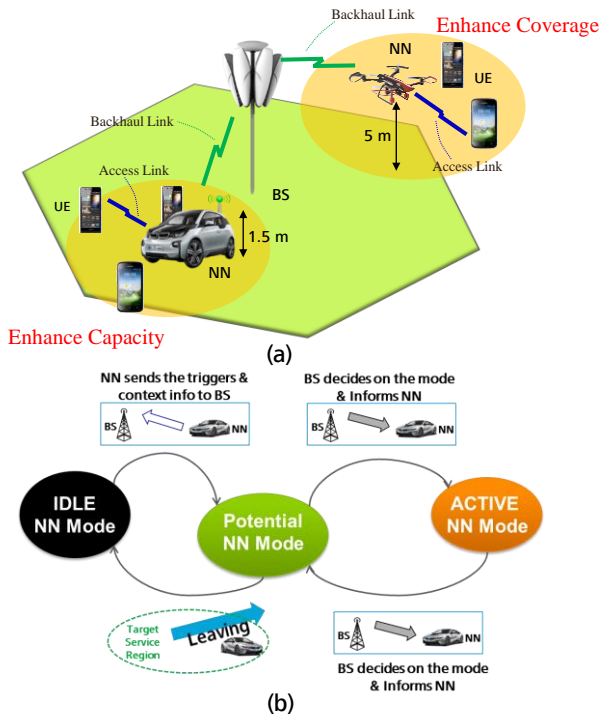 Backhaul Link
Enhance Coverage
NN
UE
Backhaul Link
5 m
Access Link
Access Link
BS
UE
1.5 m
NN
Enhance Capacity
(a)
NN sends the triggers &
context info to BS
BS
NN
BS decides on the mode
& Informs NN
BS
NN
IDLE
NN Mode
Potential
NN Mode
ACTIVE
NN Mode
Target
Service
Region
Leaving
BS
NN
BS decides on the mode
& Informs NN
(b)